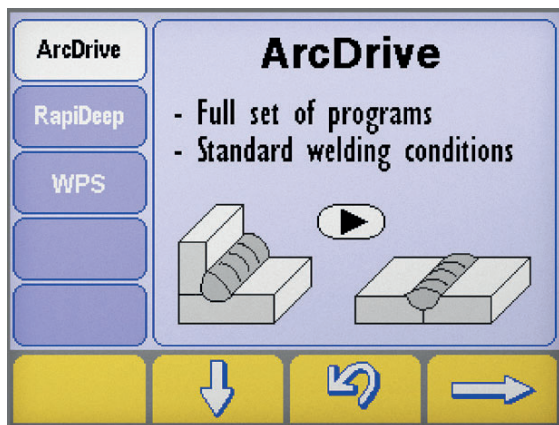 ArcDrive
RapiDeep
WPS
ArcDrive
- Full set of programs
- Standard welding conditions